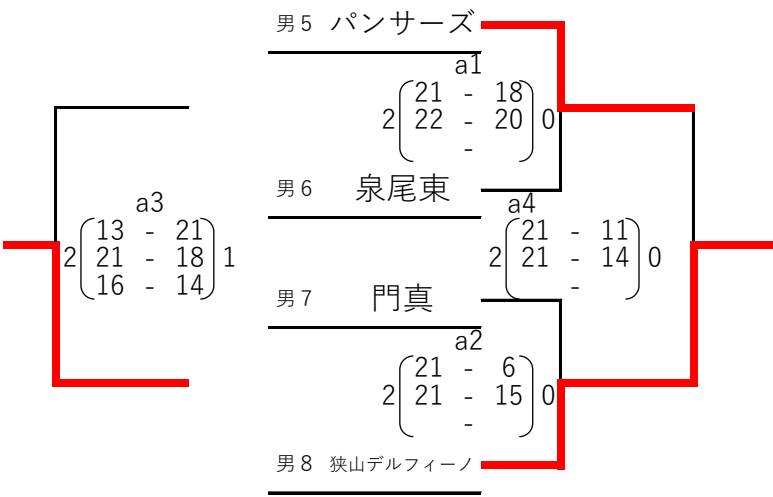 男5 パンサーズ
a1
21 - 18
2 22 - 20 0
-
男6 泉尾東
a3
13 - 21
2 21 - 18 1
16 - 14
a4
21 - 11
2 21 - 14 0
-
男7 門真
a2
21 - 6
2 21 - 15 0
-
男8 狭山デルフィーノ